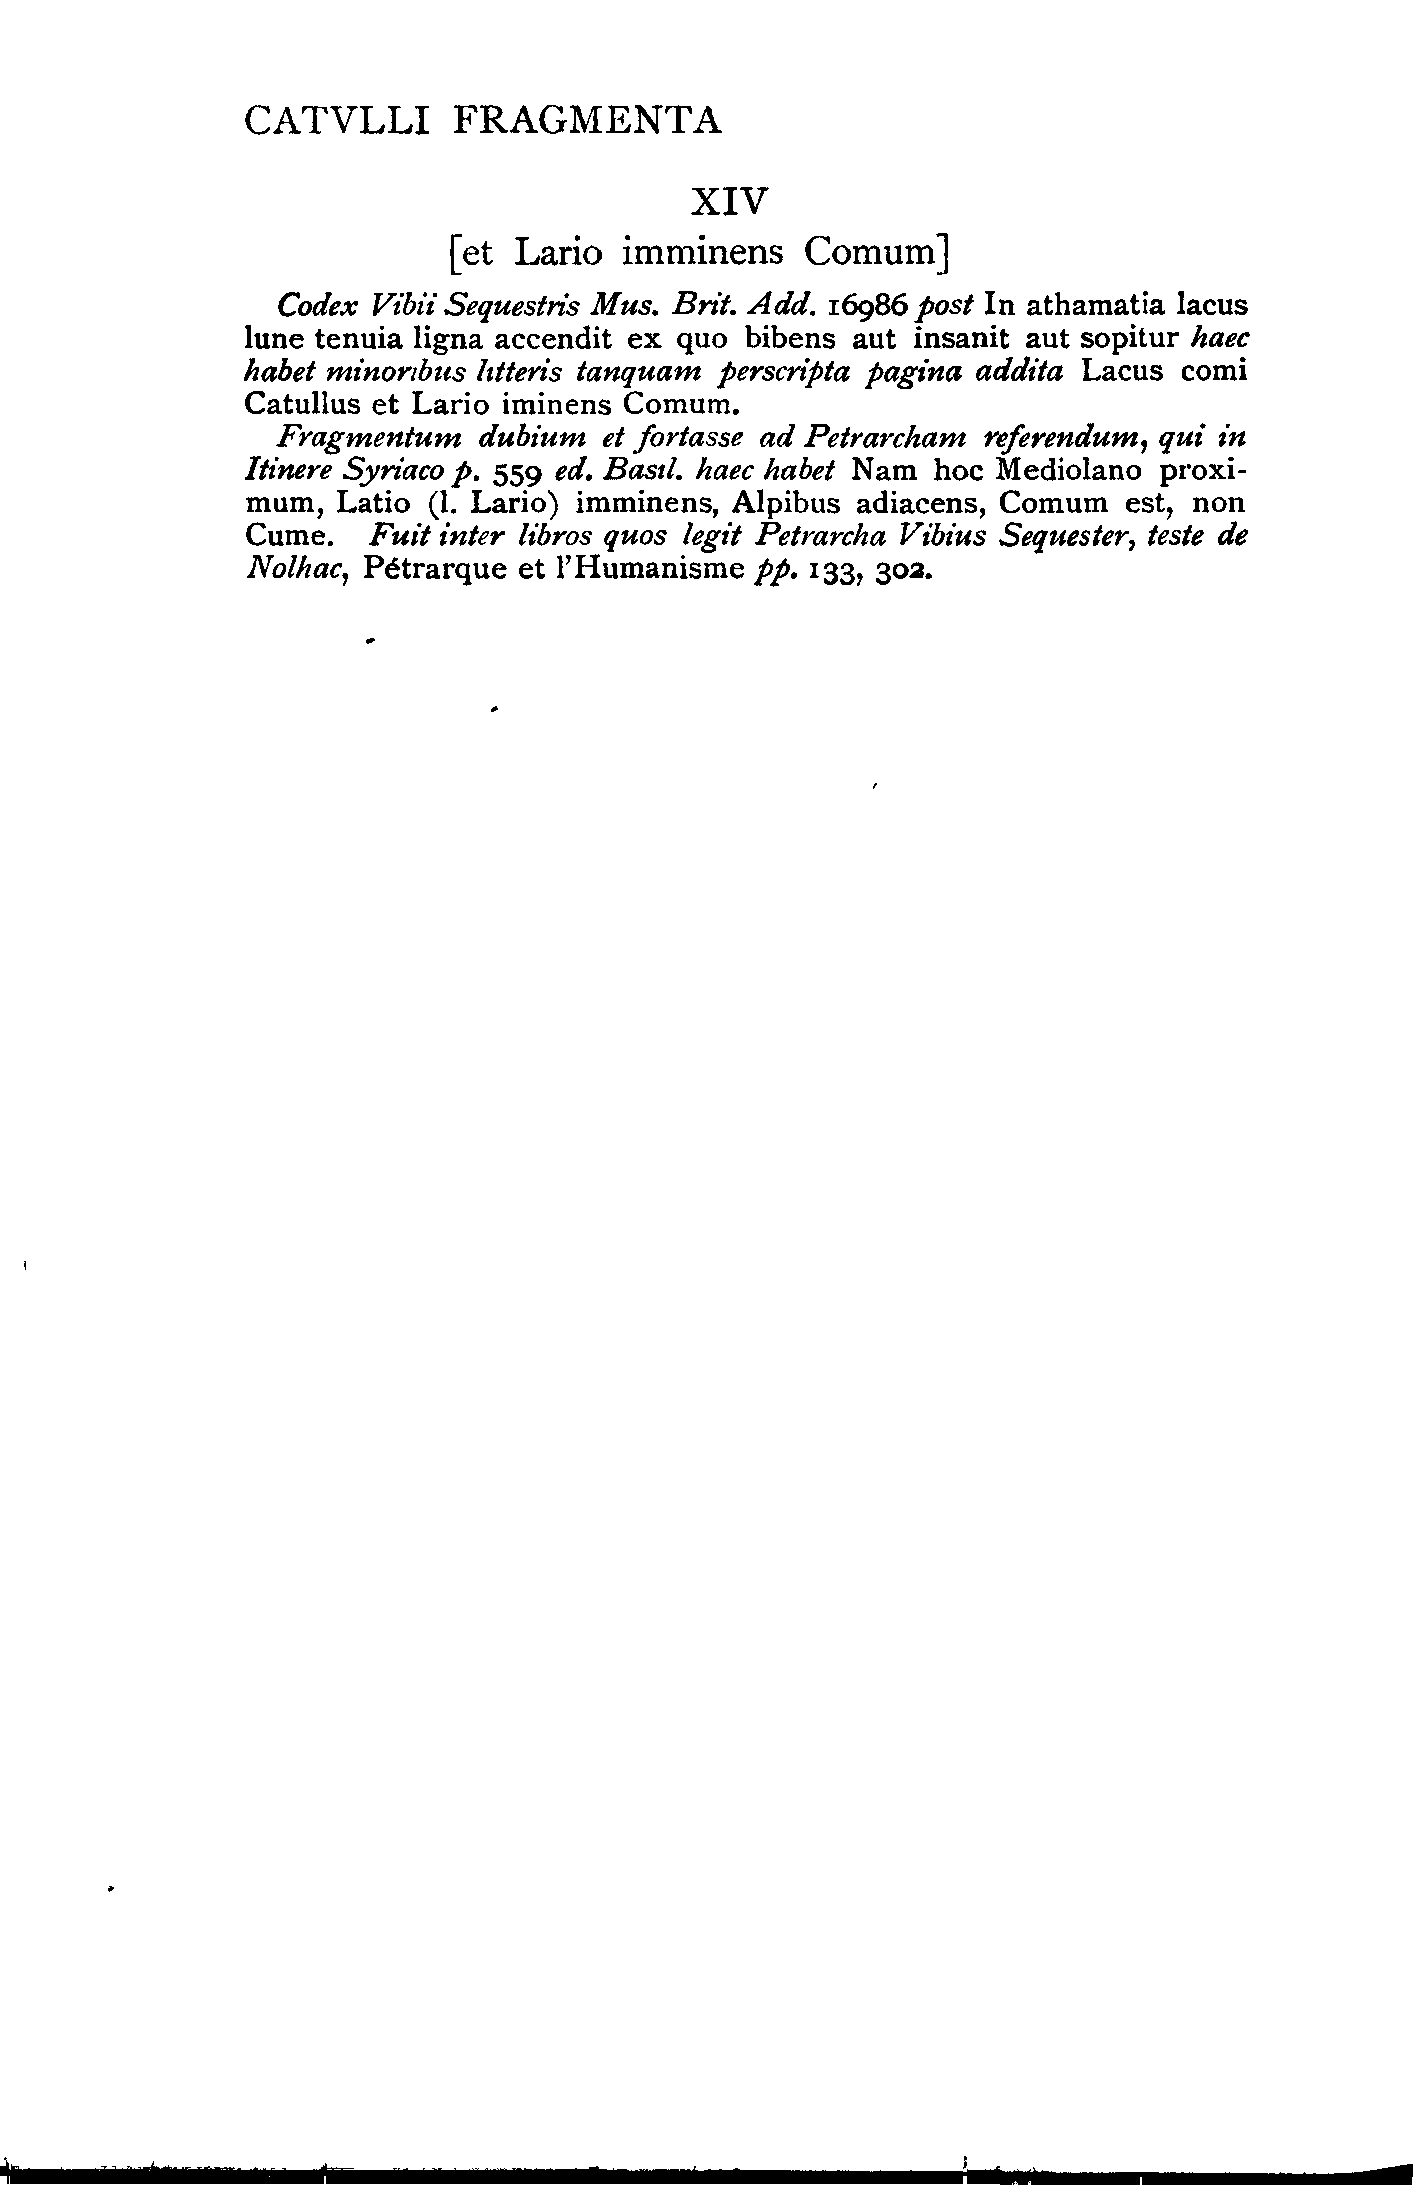 CATVLLI FRAGMENTA
XIV
[et Lario imminens Comum]
Codex Vibii Sequestris Mus. Brit. Add. 16986 post In athamatia lacus
lune tenuia ligna accendit ex quo bibens aut insanit aut sopitur haec
habet minoribus litteris tanquam perscripta pagina addita Lacus comi
Catullus et Lario iminens Comum.
Fragmentum dubium et fortasse ad Petrarcham referendum, qui in
Itinere Syriaco p. 559 ed. Basil. haec habet Nam hoc Mediolano proxi-
mum, Latio (l. Lario) imminens, Alpibus adiacens, Comum est, non
Cume. Fuit inter libros quos legit Petrarcha Vibius Sequester, teste de
Nolhac, Pétrarque et l'Humanisme pp. 133, 302.